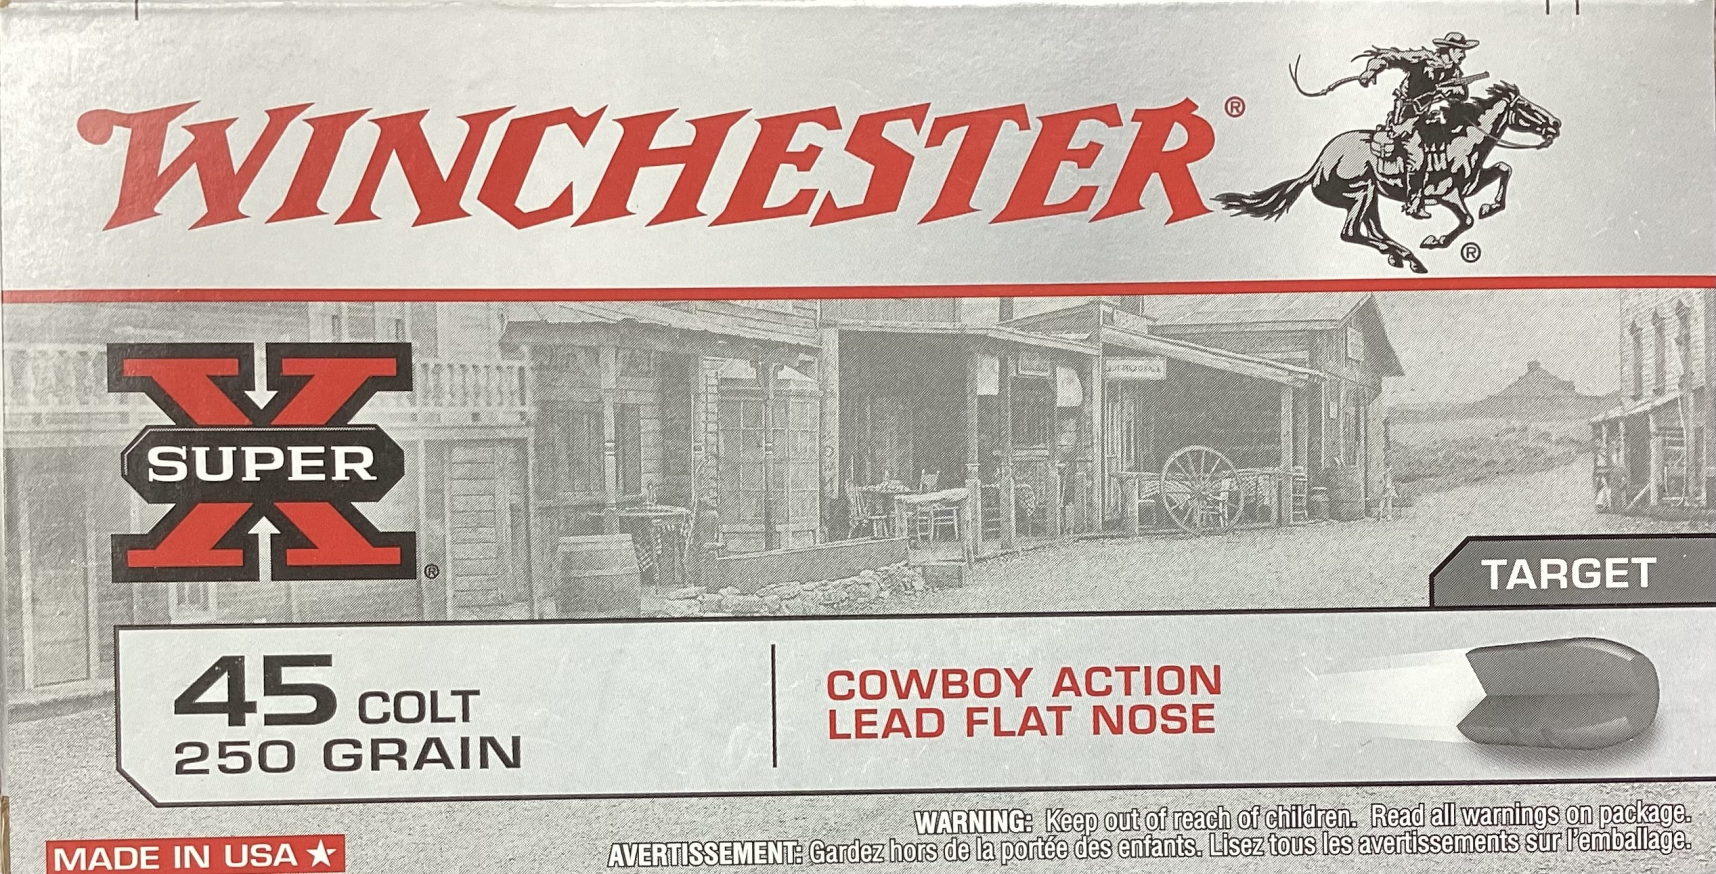 WINCHESTER®
®
X
SUPER
®
TARGET
45 COLT
250 GRAIN
COWBOY ACTION
LEAD FLAT NOSE
WARNING: Keep out of reach of children. Read all warnings on package.
AVERTISSEMENT: Gardez hors de la portée des enfants. Lisez tous les avertissements sur l'emballage.
MADE IN USA ★